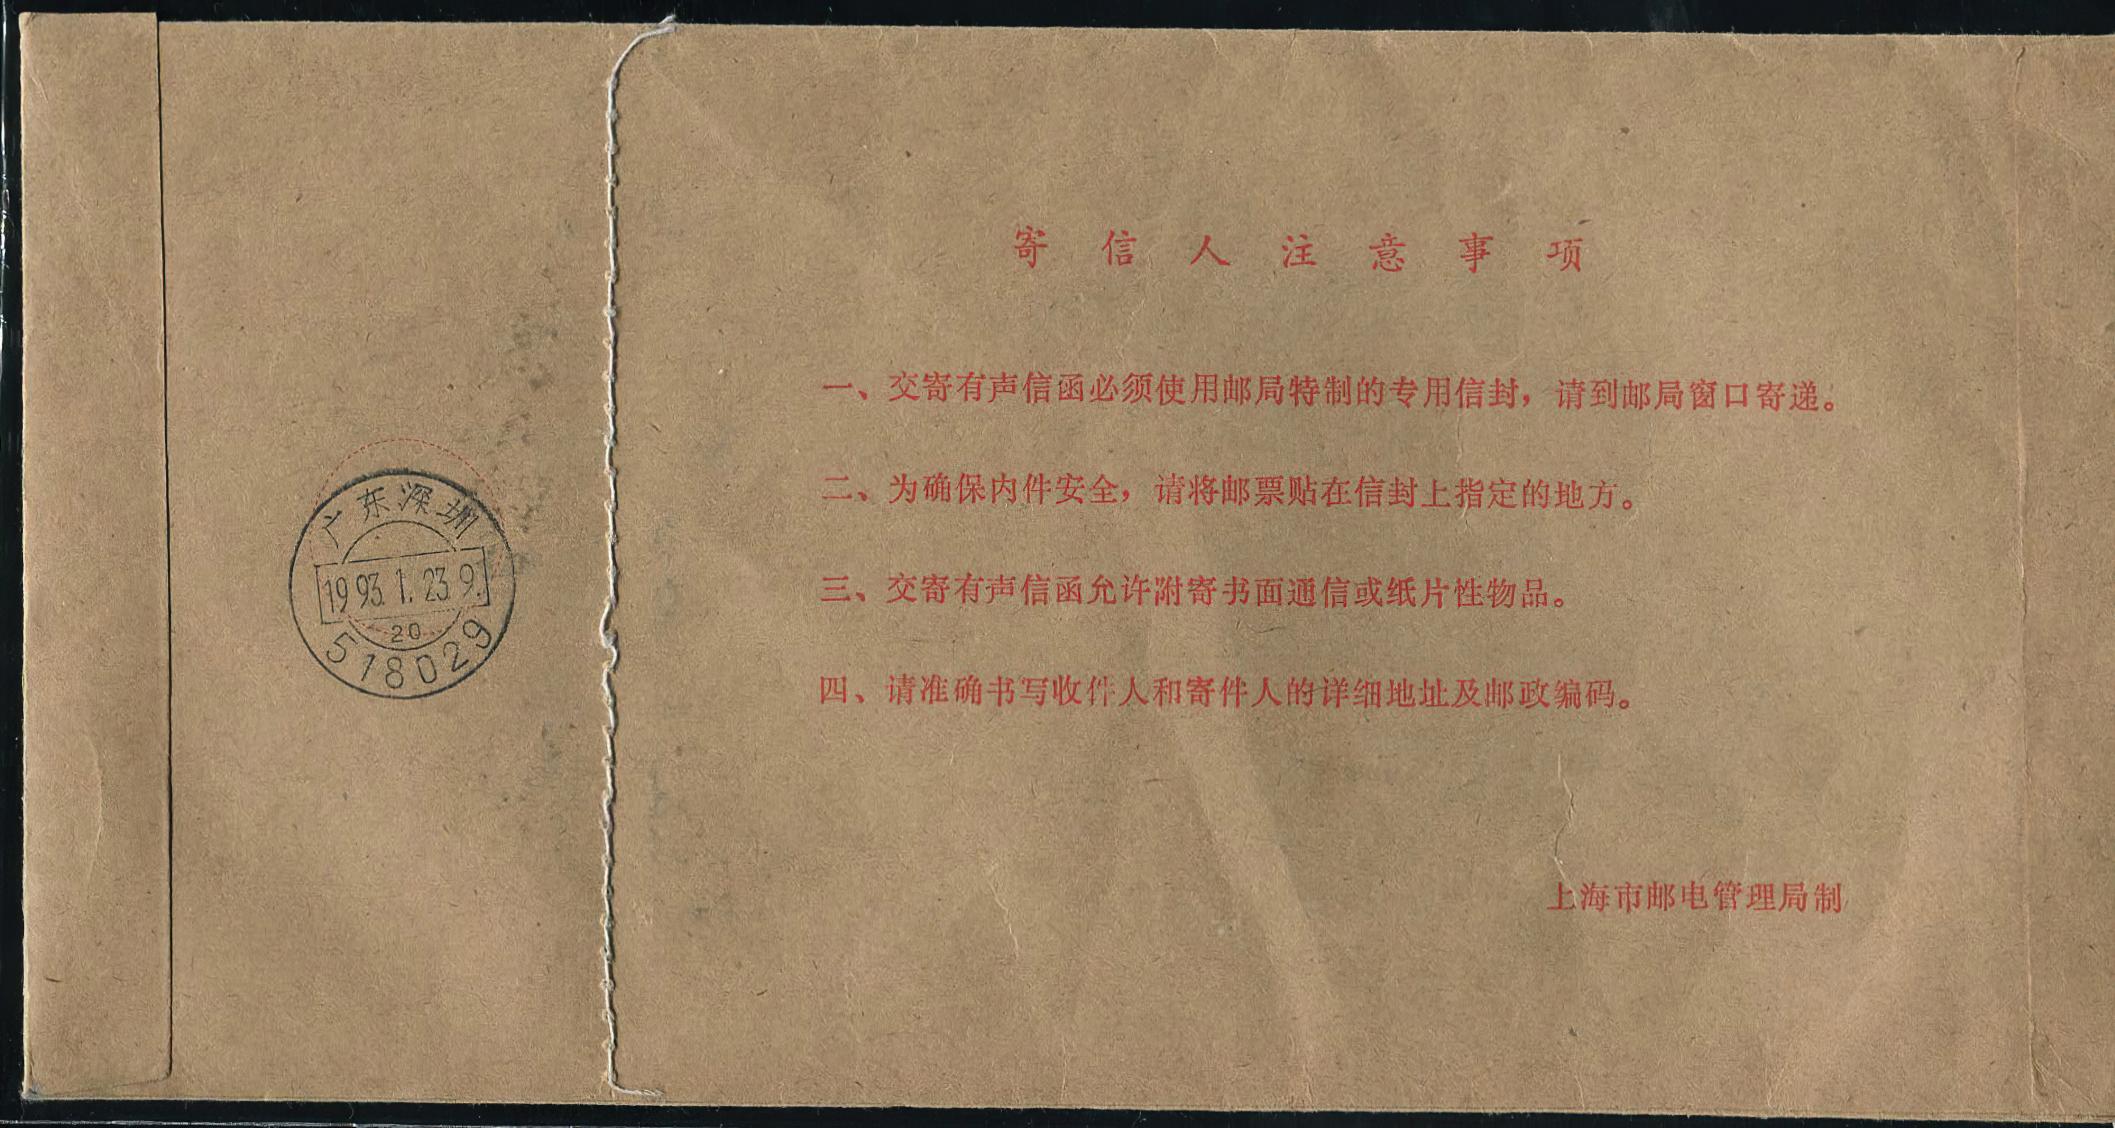 寄信人注意事项
一、交寄有声信函必须使用邮局特制的专用信封，请到邮局窗口寄递。
二、为确保内件安全，请将邮票贴在信封上指定的地方。
三、交寄有声信函允许附寄书面通信或纸片性物品。
四、请准确书写收件人和寄件人的详细地址及邮政编码。
上海市邮电管理局制
广东深圳
1993.1.23 9.
20
518029